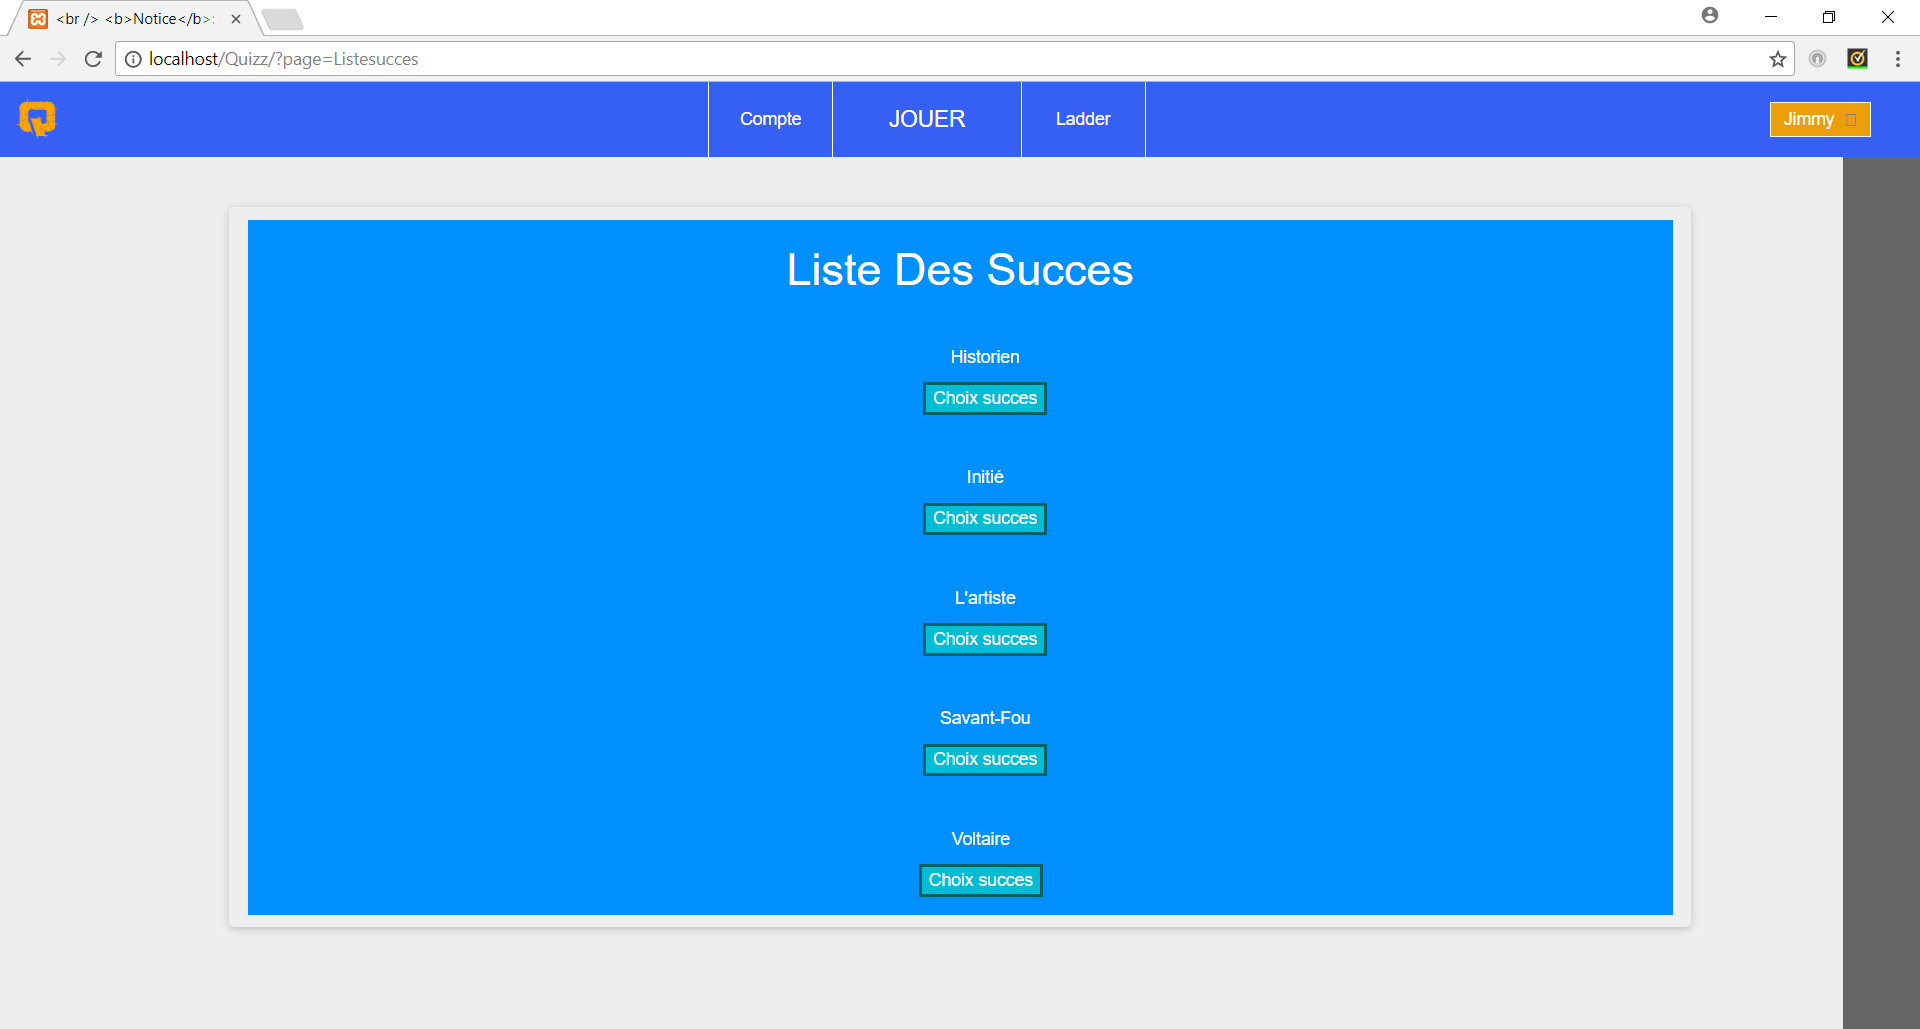 <br /> <b>Notice</b>:
localhost/Quizz/?page=Listesucces
Compte
JOUER
Ladder
Jimmy
Liste Des Succes
Historien
Choix succes
Initié
Choix succes
L'artiste
Choix succes
Savant-Fou
Choix succes
Voltaire
Choix succes